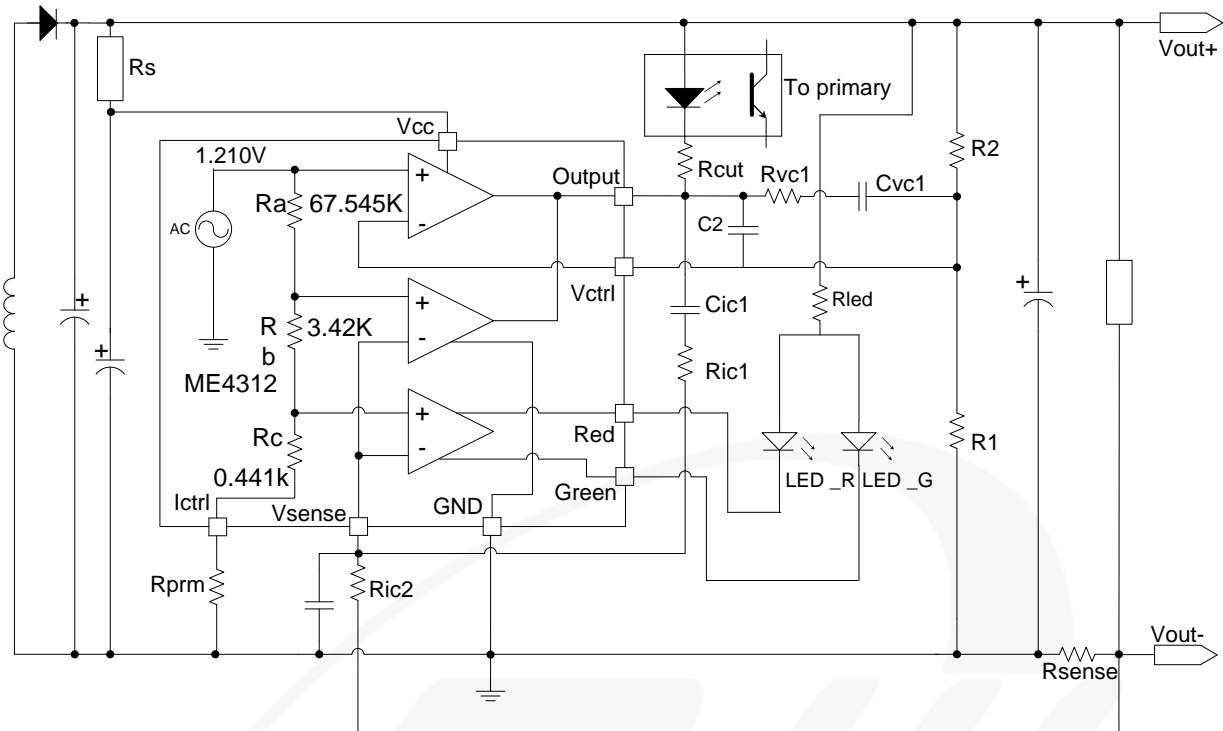 Vout+
Rs
To primary
Vcc
1.210V
R2
Rcut
Rvc1
Cvc1
Output
Ra
67.545K
+
-
AC
C2
Vctrl
Rled
Cic1
+
R
b
3.42K
+
-
+
+
ME4312
Ric1
Rc
+
-
Red
R1
0.441k
LED _R
LED _G
Ictrl
Vsense
GND
Green
Rprm
Ric2
Vout-
Rsense